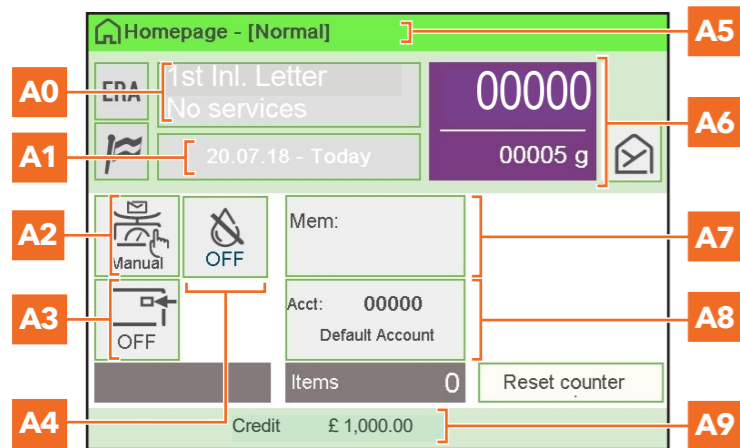 Homepage - [Normal]
A5
A0
ERA
1st Inl. Letter
No services
00000
A6
A1
20.07.18 - Today
00005 g
A2
Manual
OFF
Mem:
A7
A3
OFF
Acct: 00000
Default Account
A8
Items 0
Reset counter
A4
Credit £ 1,000.00
A9